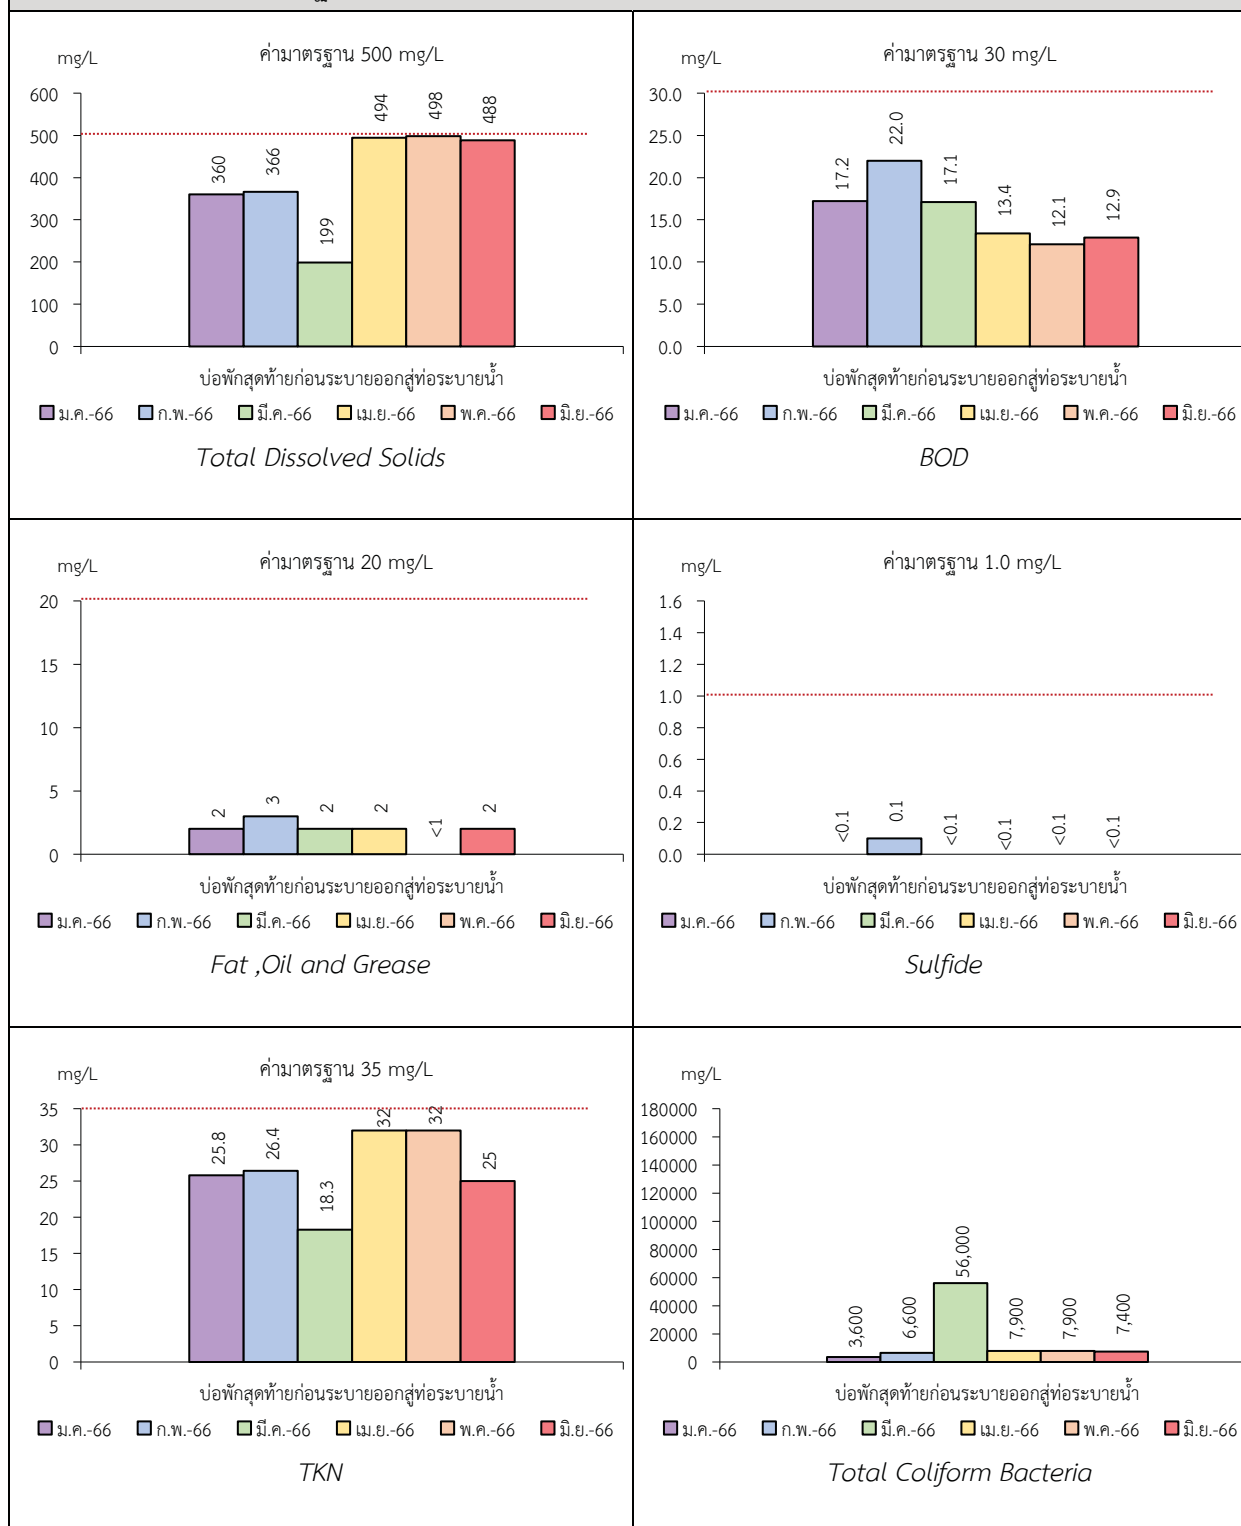 ค่ามาตรฐาน 500 mg/L
mg/L
600
500
400
300
200
100
0
360
366
199
494
498
488
บ่อพักสุดท้ายก่อนระบายออกสู่ท่อระบายน้ำ
ม.ค.-66 ก.พ.-66 มี.ค.-66 เม.ย.-66 พ.ค.-66 มิ.ย.-66
Total Dissolved Solids
ค่ามาตรฐาน 30 mg/L
mg/L
30.0
25.0
20.0
15.0
10.0
5.0
0.0
17.2
22.0
17.1
13.4
12.1
12.9
บ่อพักสุดท้ายก่อนระบายออกสู่ท่อระบายน้ำ
ม.ค.-66 ก.พ.-66 มี.ค.-66 เม.ย.-66 พ.ค.-66 มิ.ย.-66
BOD
ค่ามาตรฐาน 20 mg/L
mg/L
20
15
10
5
0
2
3
2
2
<1
2
บ่อพักสุดท้ายก่อนระบายออกสู่ท่อระบายน้ำ
ม.ค.-66 ก.พ.-66 มี.ค.-66 เม.ย.-66 พ.ค.-66 มิ.ย.-66
Fat ,Oil and Grease
ค่ามาตรฐาน 1.0 mg/L
mg/L
1.6
1.4
1.2
1.0
0.8
0.6
0.4
0.2
0.0
<0.1
0.1
<0.1
<0.1
<0.1
<0.1
บ่อพักสุดท้ายก่อนระบายออกสู่ท่อระบายน้ำ
ม.ค.-66 ก.พ.-66 มี.ค.-66 เม.ย.-66 พ.ค.-66 มิ.ย.-66
Sulfide
ค่ามาตรฐาน 35 mg/L
mg/L
35
30
25
20
15
10
5
0
25.8
26.4
18.3
32
32
25
บ่อพักสุดท้ายก่อนระบายออกสู่ท่อระบายน้ำ
ม.ค.-66 ก.พ.-66 มี.ค.-66 เม.ย.-66 พ.ค.-66 มิ.ย.-66
TKN
mg/L
180000
160000
140000
120000
100000
80000
60000
40000
20000
0
3,600
6,600
56,000
7,900
7,900
7,400
บ่อพักสุดท้ายก่อนระบายออกสู่ท่อระบายน้ำ
ม.ค.-66 ก.พ.-66 มี.ค.-66 เม.ย.-66 พ.ค.-66 มิ.ย.-66
Total Coliform Bacteria